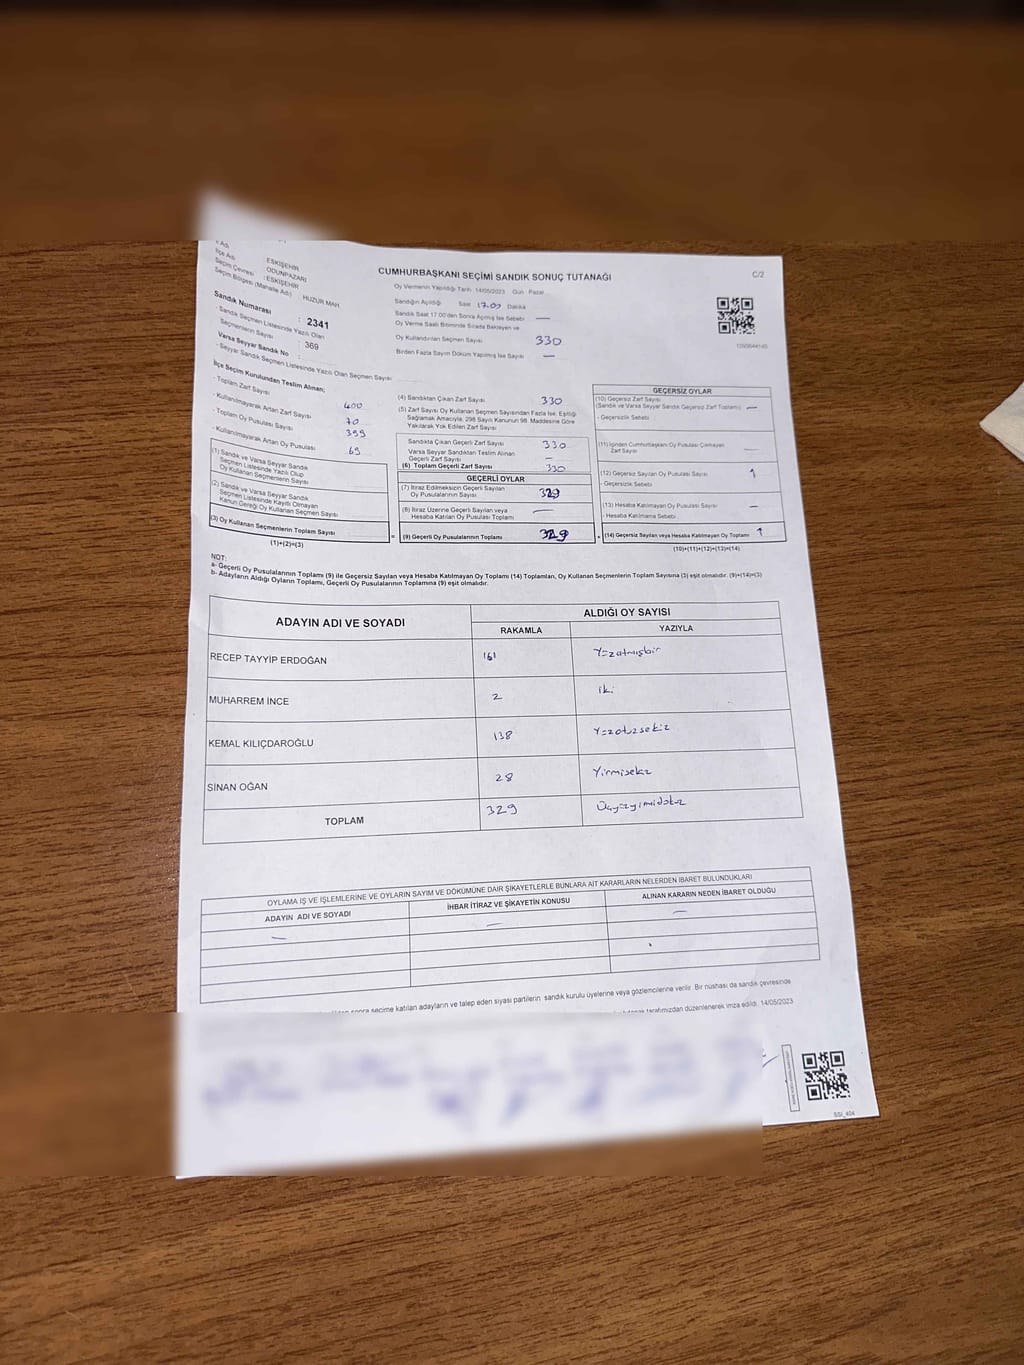 CUMHURBAŞKANI SEÇİMİ SANDIK SONUÇ TUTANAĞI
C/2
İlçe Adı : ODUNPAZARI
ESKİŞEHİR
Seçim Çevresi : ESKİŞEHİR
Seçim Bölgesi (Mahalle Adı) : HUZUR MAH.
Sandık Numarası : 2341
- Sandık Seçmen Listesinde Yazılı Olan
Seçmenlerin Sayısı : 369
Varsa Seyyar Sandık No :
- Seyyar Sandık Seçmen Listesinde Yazılı Olan Seçmen Sayısı :
Oy Vermenin Yapıldığı Tarih 14/05/2023 Gün : Pazar
Sandığın Açıldığı Saat 17.00 Dakika
Sandık Saat 17.00'den Sonra Açılmış İse Sebebi —
Oy Verme Saati Bitiminde Sırada Bekleyen ve
Oy Kullandırılan Seçmen Sayısı 330
Birden Fazla Sayım Döküm Yapılmış İse Sayısı —
İlçe Seçim Kurulundan Teslim Alınan;
- Toplam Zarf Sayısı 400
- Kullanılmayarak Artan Zarf Sayısı 70
- Toplam Oy Pusulası Sayısı 399
- Kullanılmayarak Artan Oy Pusulası 69
(1) Sandık ve Varsa Seyyar Sandık
Seçmen Listesinde Yazılı Olup
Oy Kullanan Seçmenlerin Sayısı
(2) Sandık ve Varsa Seyyar Sandık
Seçmen Listesinde Kayıtlı Olmayan
Kanun Gereği Oy Kullanan Seçmen Sayısı
(3) Oy Kullanan Seçmenlerin Toplam Sayısı
(1)+(2)=(3)
(4) Sandıktan Çıkan Zarf Sayısı 330
(5) Zarf Sayısı Oy Kullanan Seçmen Sayısından Fazla İse, Eşitliği
Sağlamak Amacıyla, 298 Sayılı Kanunun 98. Maddesine Göre
Yakılarak Yok Edilen Zarf Sayısı
Sandıkta Çıkan Geçerli Zarf Sayısı 330
Varsa Seyyar Sandıktan Teslim Alınan
Geçerli Zarf Sayısı —
(6) Toplam Geçerli Zarf Sayısı 330
GEÇERLİ OYLAR
(7) İtiraz Edilmeksizin Geçerli Sayılan
Oy Pusulalarının Sayısı 329
(8) İtiraz Üzerine Geçerli Sayılan veya
Hesaba Katılan Oy Pusulası Toplamı —
= (9) Geçerli Oy Pusulalarının Toplamı 329
GEÇERSİZ OYLAR
(10) Geçersiz Zarf Sayısı
(Sandık ve Varsa Seyyar Sandık Geçersiz Zarf Toplamı) —
- Geçersizlik Sebebi
(11) İçinden Cumhurbaşkanı Oy Pusulası Çıkmayan
Zarf Sayısı —
(12) Geçersiz Sayılan Oy Pusulası Sayısı 1
- Geçersizlik Sebebi
(13) Hesaba Katılmayan Oy Pusulası Sayısı —
- Hesaba Katılmama Sebebi
+ (14) Geçersiz Sayılan veya Hesaba Katılmayan Oy Toplamı 1
(10)+(11)+(12)+(13)=(14)
NOT:
a- Geçerli Oy Pusulalarının Toplamı (9) ile Geçersiz Sayılan veya Hesaba Katılmayan Oy Toplamı (14) Toplamları, Oy Kullanan Seçmenlerin Toplam Sayısına (3) eşit olmalıdır. (9)+(14)=(3)
b- Adayların Aldığı Oyların Toplamı, Geçerli Oy Pusulalarının Toplamına (9) eşit olmalıdır.
ADAYIN ADI VE SOYADI ALDIĞI OY SAYISI
RAKAMLA YAZIYLA
RECEP TAYYİP ERDOĞAN 161 Yüzatmışbir
MUHARREM İNCE 2 iki
KEMAL KILIÇDAROĞLU 138 Yüzotuzsekiz
SİNAN OĞAN 28 Yirmisekiz
TOPLAM 329 Üçyüzyirmidokuz
OYLAMA İŞ VE İŞLEMLERİNE VE OYLARIN SAYIM VE DÖKÜMÜNE DAİR ŞİKAYETLERLE BUNLARA AİT KARARLARIN NELERDEN İBARET BULUNDUKLARI
ADAYIN ADI VE SOYADI İHBAR İTİRAZ VE ŞİKAYETİN KONUSU ALINAN KARARIN NEDEN İBARET OLDUĞU
— — —
sonra seçime katılan adayların ve talep eden siyasi partilerin sandık kurulu üyelerine veya gözlemcilerine verilir. Bir nüshası da sandık çevresinde
tarafımızdan düzenlenerek imza edildi. 14/05/2023